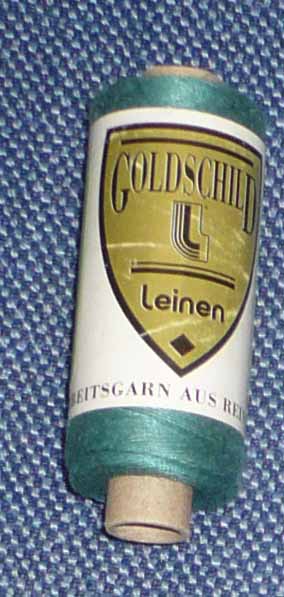 GOLDSCHILD
Leinen
REITSGARN AUS REI